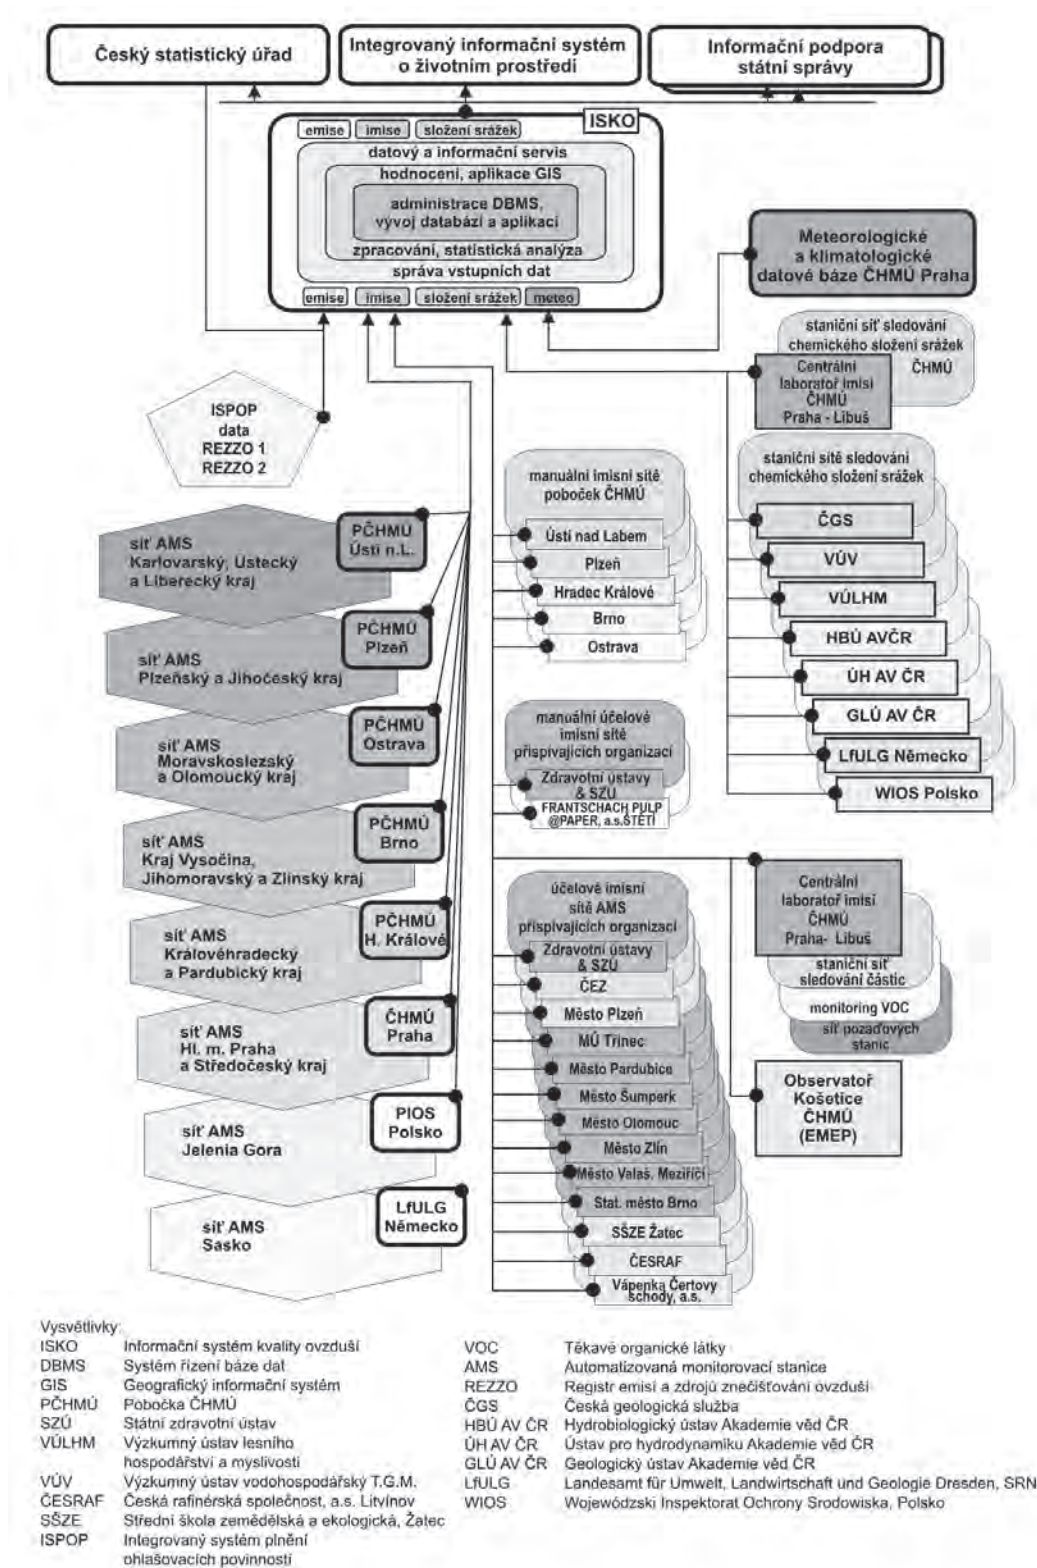 Český statistický úřad
Integrovaný informační systém
o životním prostředí
Informační podpora
státní správy
ISKO
emise
imise
složení srážek
datový a informační servis
hodnocení, aplikace GIS
administrace DBMS,
vývoj databází a aplikací
zpracování, statistická analýza
správa vstupních dat
emise
imise
složení srážek
meteo
Meteorologické
a klimatologické
datové báze ČHMÚ Praha
staniční síť sledování
chemického složení srážek
ČHMÚ
Centrální
laboratoř imisí
ČHMÚ
Praha - Libuš
ISPOP
data
REZZO 1
REZZO 2
síť AMS
Karlovarský, Ústecký
a Liberecký kraj
PČHMÚ
Ústí n.L.
síť AMS
Plzeňský a Jihočeský kraj
PČHMÚ
Plzeň
síť AMS
Moravskoslezský
a Olomoucký kraj
PČHMÚ
Ostrava
síť AMS
Kraj Vysočina,
Jihomoravský a Zlínský kraj
PČHMÚ
Brno
síť AMS
Královéhradecký
a Pardubický kraj
PČHMÚ
H. Králové
síť AMS
Hl. m. Praha
a Středočeský kraj
ČHMÚ
Praha
síť AMS
Jelenia Gora
PIOS
Polsko
síť AMS
Sasko
LfULG
Německo
manuální imisní sítě
poboček ČHMÚ
Ústí nad Labem
Plzeň
Hradec Králové
Brno
Ostrava
manuální účelové
imisní sítě
přispívajících organizací
Zdravotní ústavy
& SZÚ
FRANTSCHACH PULP
@PAPER, a.s.ŠTĚTÍ
účelové imisní
sítě AMS
přispívajících organizací
Zdravotní ústavy
& SZÚ
ČEZ
Město Plzeň
MÚ Třinec
Město Pardubice
Město Šumperk
Město Olomouc
Město Zlín
Město Valaš. Meziříčí
Stat. město Brno
SŠZE Žatec
ČESRAF
Vápenka Čertovy
schody, a.s.
staniční sítě sledování
chemického složení srážek
ČGS
VÚV
VÚLHM
HBÚ AVČR
ÚH AV ČR
GLÚ AV ČR
LfULG Německo
WIOS Polsko
Centrální
laboratoř imisí
ČHMÚ
Praha- Libuš
staniční síť
sledování částic
monitoring VOC
síť pozaďových
stanic
Observatoř
Košetice
ČHMÚ
(EMEP)
Vysvětlivky:
ISKO Informační systém kvality ovzduší
DBMS Systém řízení báze dat
GIS Geografický informační systém
PČHMÚ Pobočka ČHMÚ
SZÚ Státní zdravotní ústav
VÚLHM Výzkumný ústav lesního
hospodářství a myslivosti
VÚV Výzkumný ústav vodohospodářský T.G.M.
ČESRAF Česká rafinérská společnost, a.s. Litvínov
SŠZE Střední škola zemědělská a ekologická, Žatec
ISPOP Integrovaný systém plnění
ohlašovacích povinností
VOC Těkavé organické látky
AMS Automatizovaná monitorovací stanice
REZZO Registr emisí a zdrojů znečišťování ovzduší
ČGS Česká geologická služba
HBÚ AV ČR Hydrobiologický ústav Akademie věd ČR
ÚH AV ČR Ústav pro hydrodynamiku Akademie věd ČR
GLÚ AV ČR Geologický ústav Akademie věd ČR
LfULG Landesamt für Umwelt, Landwirtschaft und Geologie Dresden, SRN
WIOS Wojewódzski Inspektorat Ochrony Srodowiska, Polsko